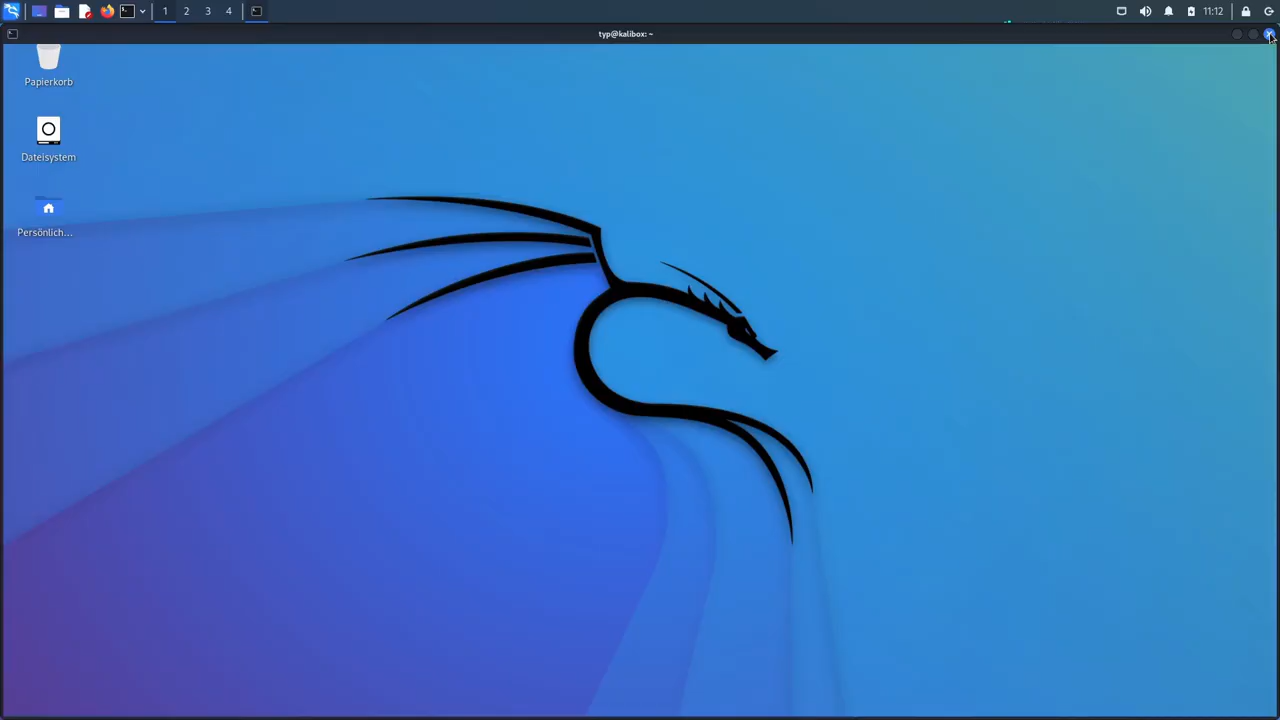 1 2 3 4
11:12
typ@kalibox: ~
Papierkorb
Dateisystem
Persönlich...